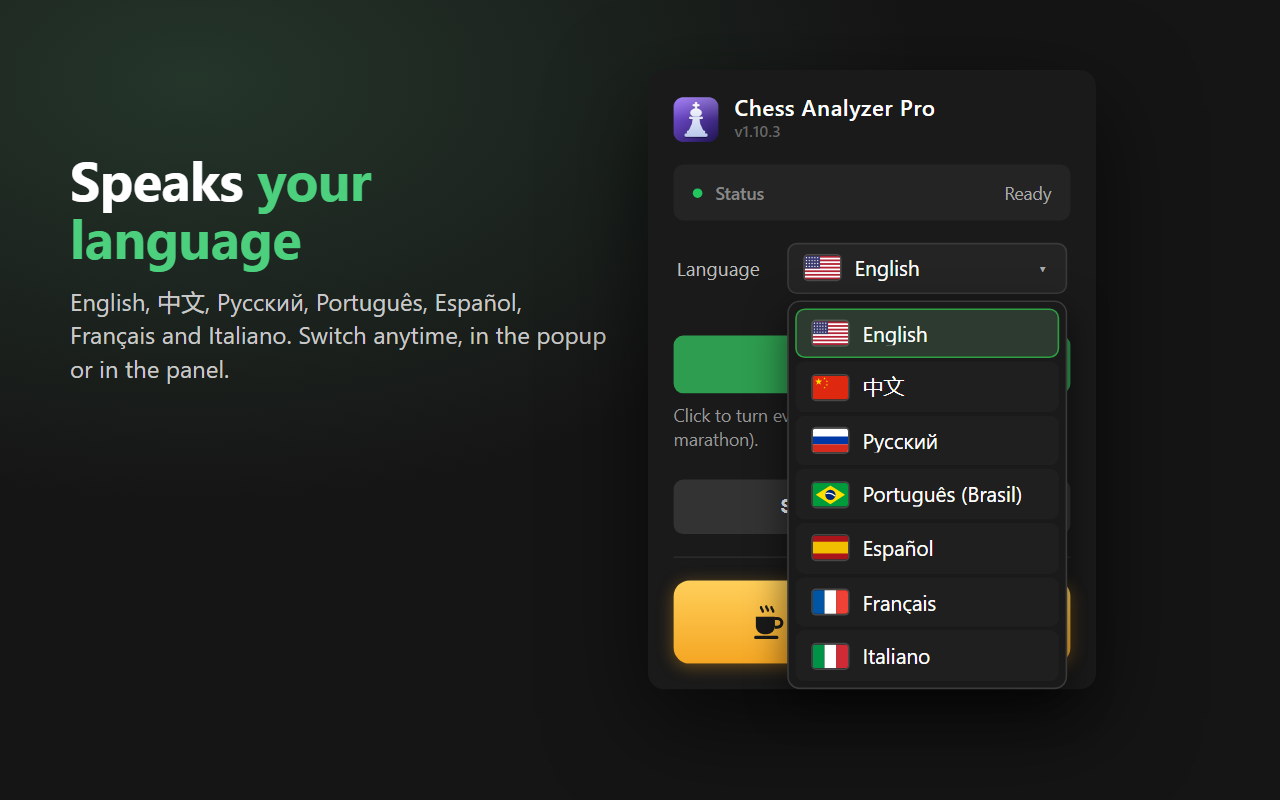 Speaks your
language
English, 中文, Русский, Português, Español,
Français and Italiano. Switch anytime, in the popup
or in the panel.
Chess Analyzer Pro
v1.10.3
Status
Ready
Language
English
English
中文
Русский
Português (Brasil)
Español
Français
Italiano
Click to turn
marathon).